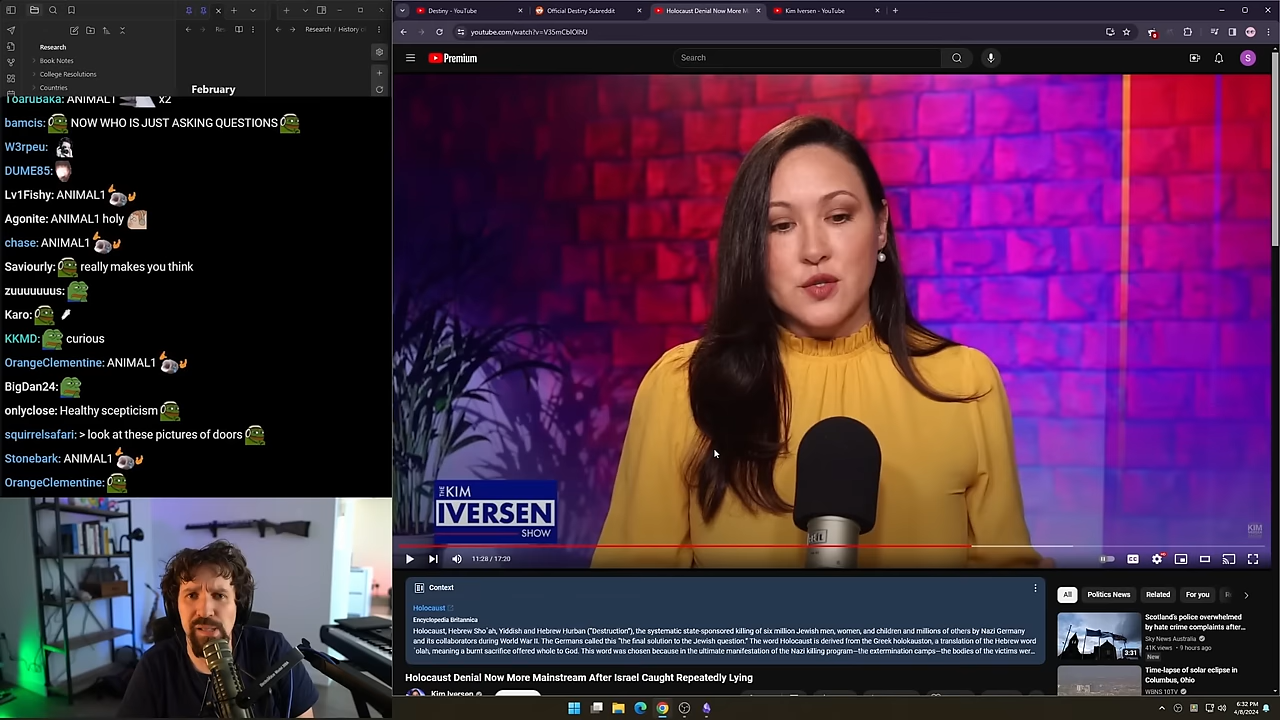 Research
Book Notes
College Resolutions
Countries
Res
Research / History (
February
Destiny - YouTube
Official Destiny Subreddit
Holocaust Denial Now More M
Kim Iversen - YouTube
youtube.com/watch?v=V35mCbIOlhU
Premium
Search
S
ToaruBaka: ANIMAL1 x2
bamcis: NOW WHO IS JUST ASKING QUESTIONS
W3rpeu:
DUME85:
Lv1Fishy: ANIMAL1
Agonite: ANIMAL1 holy
chase: ANIMAL1
Saviourly: really makes you think
zuuuuuuus:
Karo:
KKMD: curious
OrangeClementine: ANIMAL1
BigDan24:
onlyclose: Healthy scepticism
squirrelsafari: > look at these pictures of doors
Stonebark: ANIMAL1
OrangeClementine:
THE KIM
IVERSEN
SHOW
KIM
11:28 / 17:20
Context
Holocaust
Encyclopedia Britannica
Holocaust, Hebrew Sho'ah, Yiddish and Hebrew Hurban ("Destruction"), the systematic state-sponsored killing of six million Jewish men, women, and children and millions of others by Nazi Germany
and its collaborators during World War II. The Germans called this "the final solution to the Jewish question." The word Holocaust is derived from the Greek holokauston, a translation of the Hebrew word
'olah, meaning a burnt sacrifice offered whole to God. This word was chosen because in the ultimate manifestation of the Nazi killing program—the extermination camps—the bodies of the victims wer...
Holocaust Denial Now More Mainstream After Israel Caught Repeatedly Lying
Kim Iversen
All
Politics News
Related
For you
Scotland's police overwhelmed
by hate crime complaints after...
Sky News Australia
41K views • 9 hours ago
New
3:31
Time-lapse of solar eclipse in
Columbus, Ohio
WBNS 10TV
6:32 PM
4/8/2024